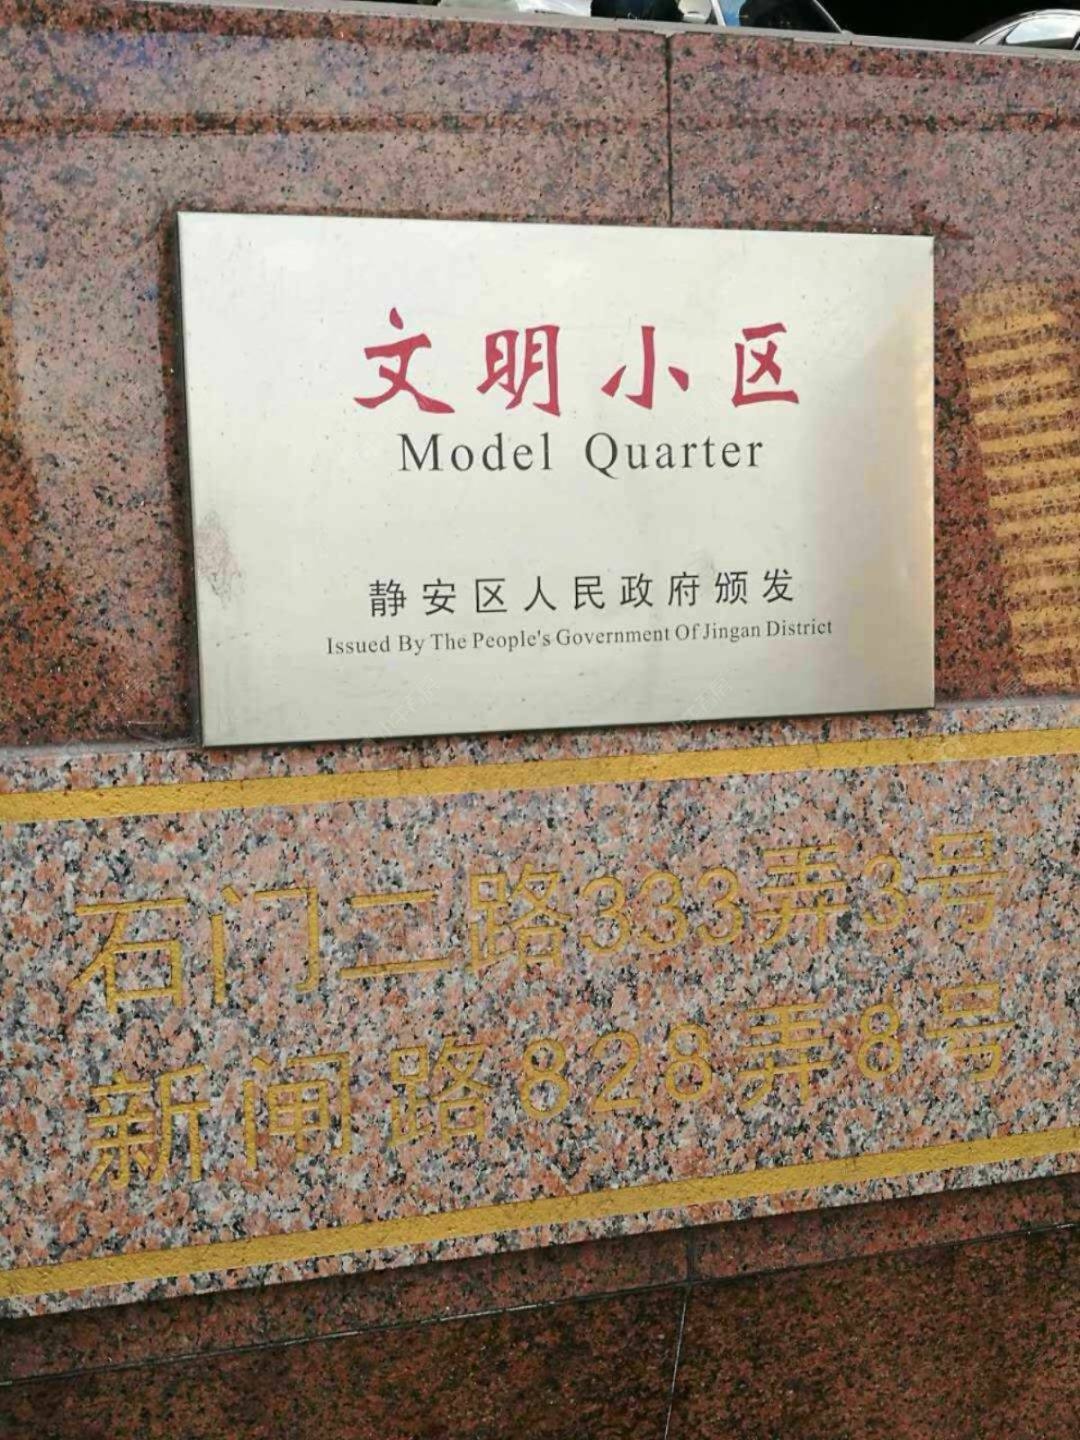 文明小区
Model Quarter
静安区人民政府颁发
Issued By The People's Government Of Jingan District
石门二路333弄3号
新闸路828弄8号